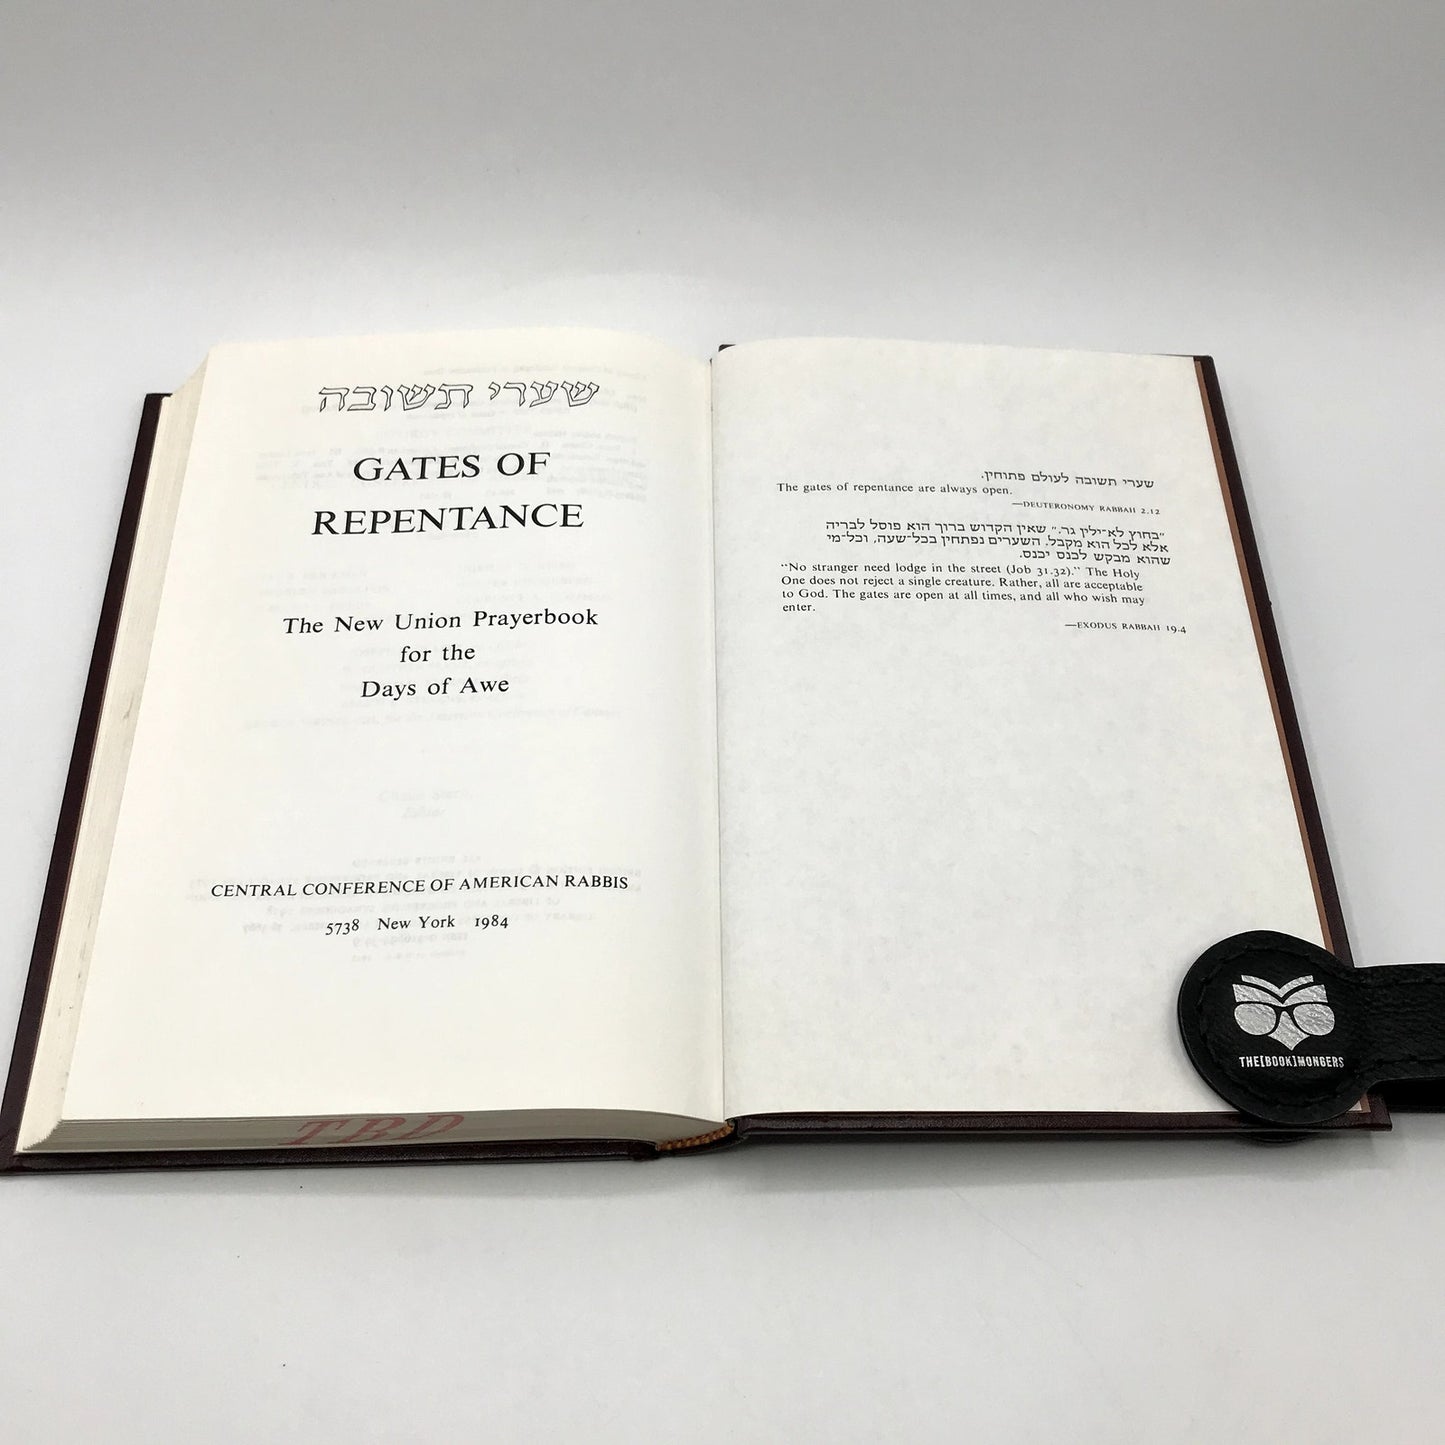 שערי תשובה
GATES OF
REPENTANCE
The New Union Prayerbook
for the
Days of Awe
CENTRAL CONFERENCE OF AMERICAN RABBIS
5738 New York 1984
TBD
שערי תשובה לעולם פתוחין.
The gates of repentance are always open.
—DEUTERONOMY RABBAH 2.12
"בחוץ לא־ילין גר." שאין הקדוש ברוך הוא פוסל לבריה
אלא לכל הוא מקבל. השערים נפתחין בכל־שעה, וכל־מי
שהוא מבקש לכנס יכנס.
“No stranger need lodge in the street (Job 31.32).” The Holy
One does not reject a single creature. Rather, all are acceptable
to God. The gates are open at all times, and all who wish may
enter.
—EXODUS RABBAH 19.4
THE[BOOK]MONGERS